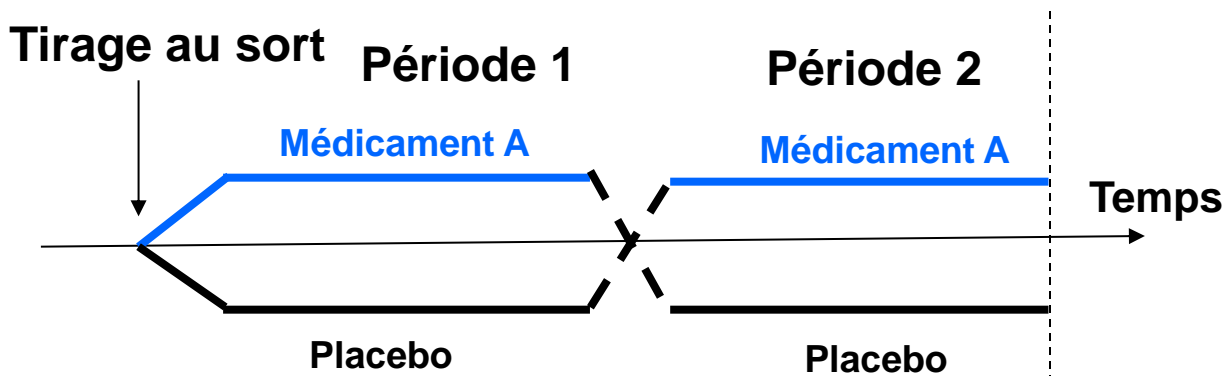 Tirage au sort
Période 1
Période 2
Médicament A
Médicament A
Temps
Placebo
Placebo